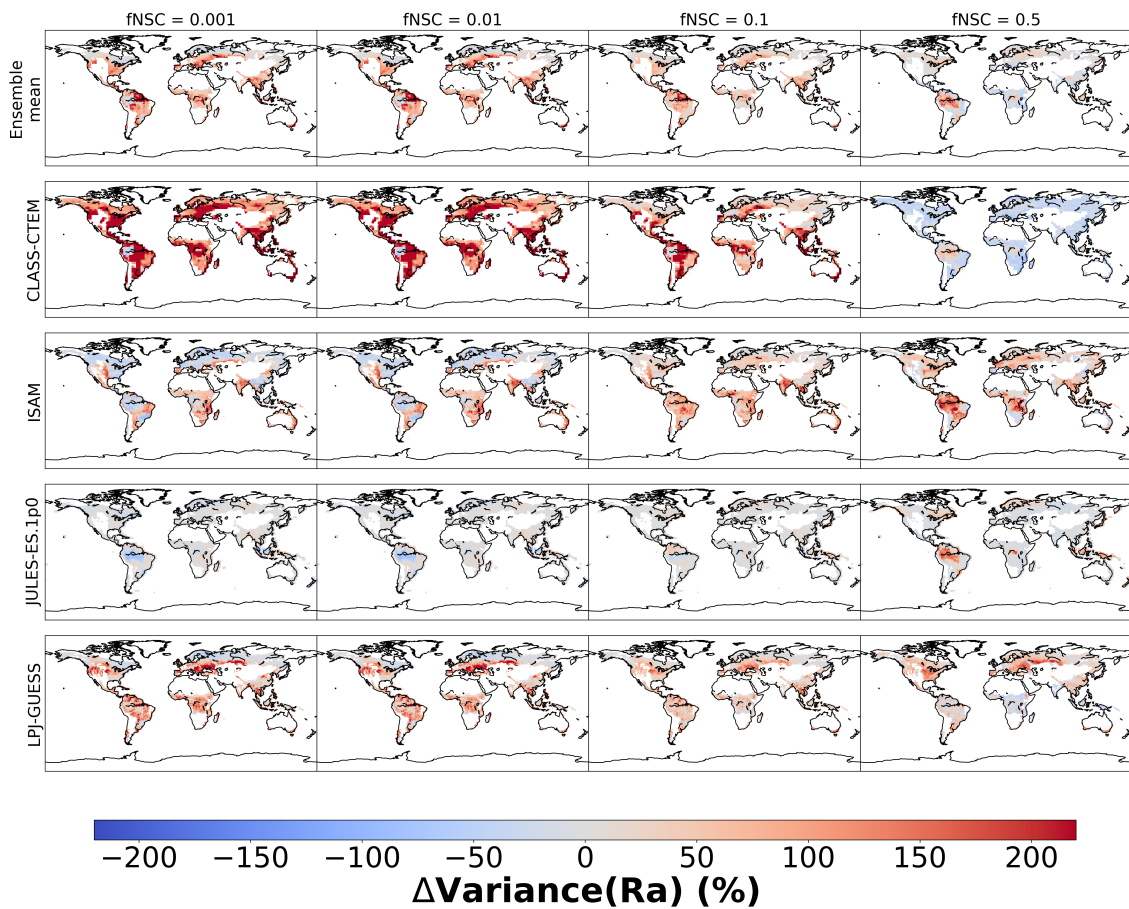 fNSC = 0.001 fNSC = 0.01 fNSC = 0.1 fNSC = 0.5
Ensemble
mean
CLASS-CTEM
ISAM
JULES-ES.1p0
LPJ-GUESS
−200 −150 −100 −50 0 50 100 150 200
ΔVariance(Ra) (%)